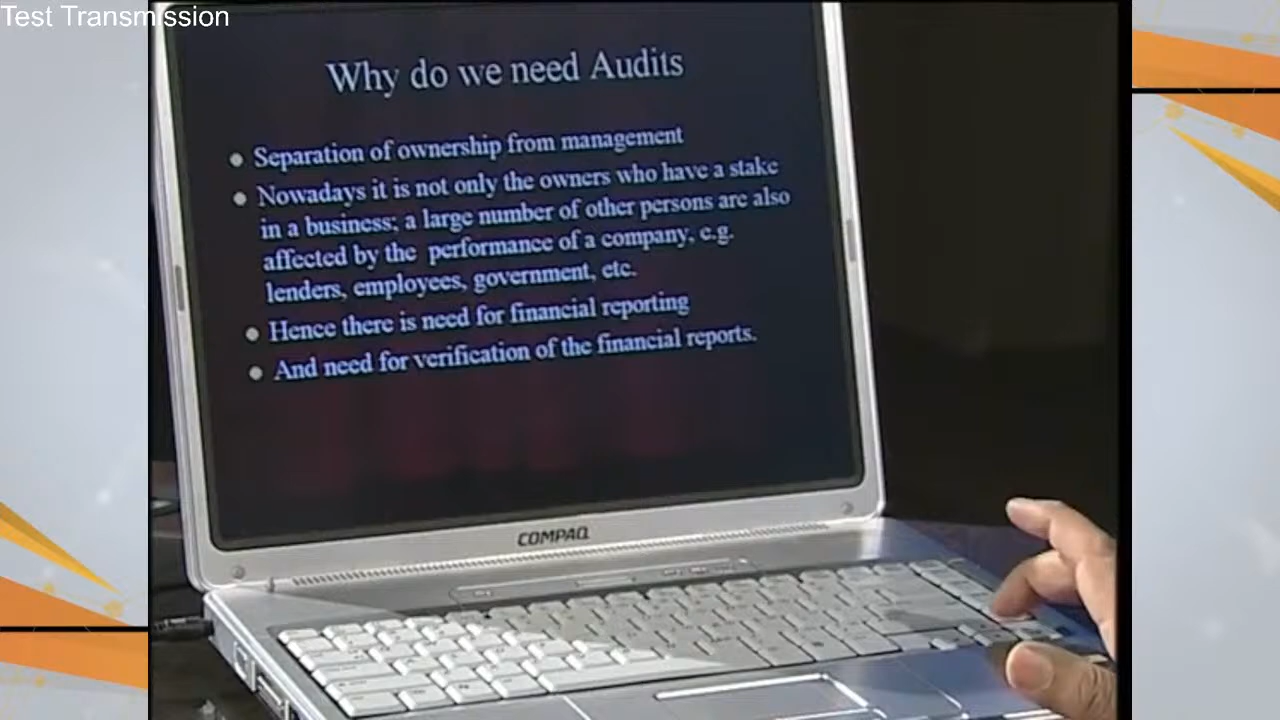 Test Transmission
Why do we need Audits
Separation of ownership from management
Nowadays it is not only the owners who have a stake
in a business; a large number of other persons are also
affected by the performance of a company, e.g.
lenders, employees, government, etc.
Hence there is need for financial reporting
And need for verification of the financial reports.
COMPAQ